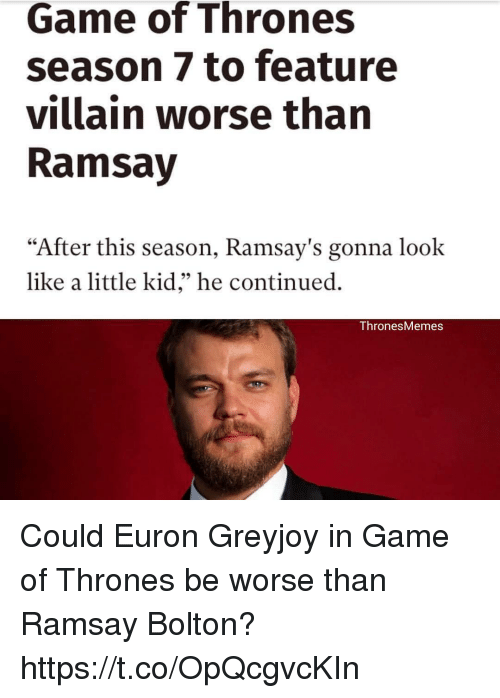 Game of Thrones
season 7 to feature
villain worse than
Ramsay
“After this season, Ramsay's gonna look
like a little kid,” he continued.
ThronesMemes
Could Euron Greyjoy in Game
of Thrones be worse than
Ramsay Bolton?
https://t.co/OpQcgvcKIn